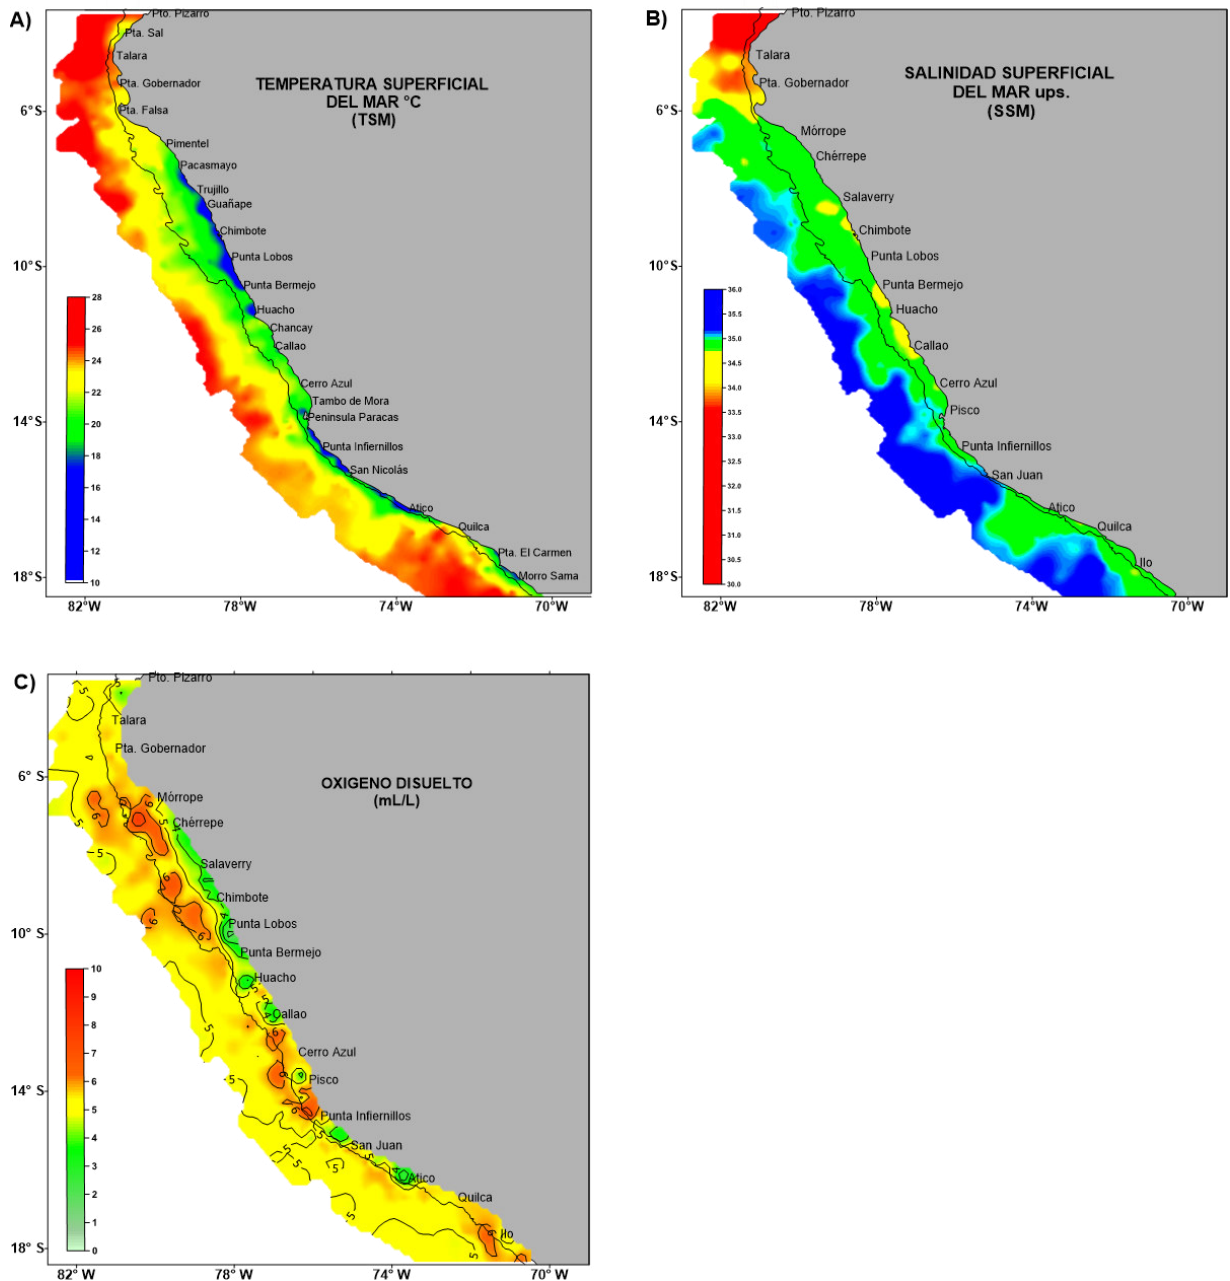 A)
TEMPERATURA SUPERFICIAL
DEL MAR °C
(TSM)
Pto. Pizarro
Pta. Sal
Talara
Pta. Gobernador
Pta. Falsa
Pimentel
Pacasmayo
Trujillo
Guañape
Chimbote
Punta Lobos
Punta Bermejo
Huacho
Chancay
Callao
Cerro Azul
Tambo de Mora
Peninsula Paracas
Punta Infiernillos
San Nicolás
Atico
Quilca
Pta. El Carmen
Morro Sama
6°S
10°S
14°S
18°S
28
26
24
22
20
18
16
14
12
10
82°W
78°W
74°W
70°W
B)
SALINIDAD SUPERFICIAL
DEL MAR ups.
(SSM)
Pto. Pizarro
Talara
Pta. Gobernador
Mórrope
Chérrepe
Salaverry
Chimbote
Punta Lobos
Punta Bermejo
Huacho
Callao
Cerro Azul
Pisco
Punta Infiernillos
San Juan
Atico
Quilca
Ilo
6°S
10°S
14°S
18°S
36.0
35.5
35.0
34.5
34.0
33.5
33.0
32.5
32.0
31.5
31.0
30.5
30.0
82°W
78°W
74°W
70°W
C)
OXIGENO DISUELTO
(mL/L)
Pto. Pizarro
Talara
Pta. Gobernador
Mórrope
Chérrepe
Salaverry
Chimbote
Punta Lobos
Punta Bermejo
Huacho
Callao
Cerro Azul
Pisco
Punta Infiernillos
San Juan
Atico
Quilca
Ilo
6° S
10° S
14° S
18° S
10
9
8
7
6
5
4
3
2
1
0
82° W
78° W
74° W
70° W